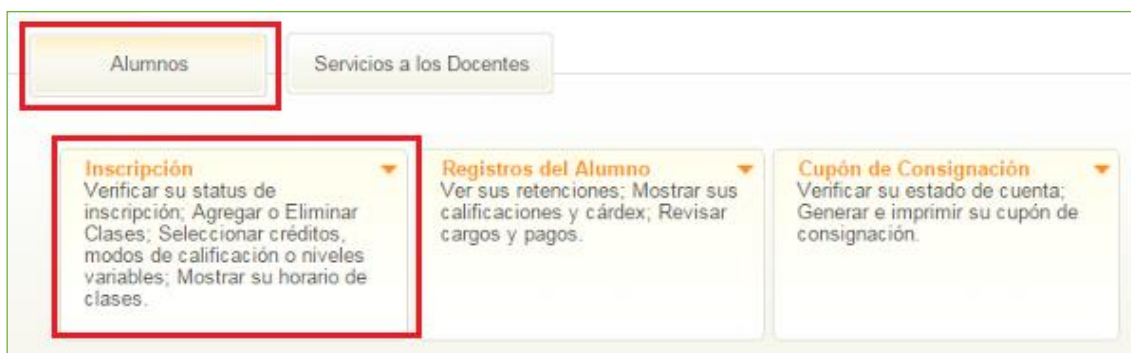 Alumnos
Servicios a los Docentes
Inscripción
Verificar su status de
inscripción; Agregar o Eliminar
Clases; Seleccionar créditos,
modos de calificación o niveles
variables; Mostrar su horario de
clases.
Registros del Alumno
Ver sus retenciones; Mostrar sus
calificaciones y cárdex; Revisar
cargos y pagos.
Cupón de Consignación
Verificar su estado de cuenta;
Generar e imprimir su cupón de
consignación.